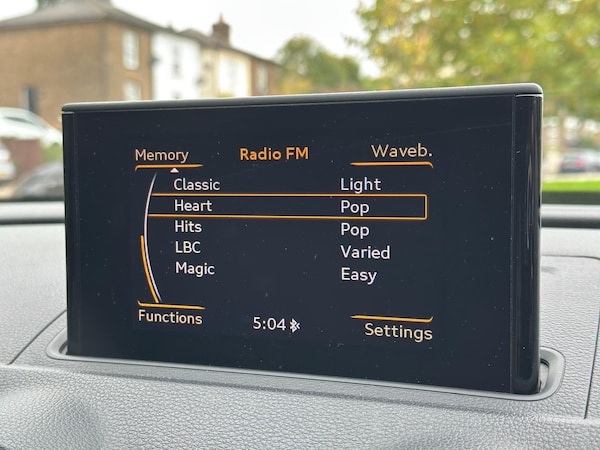 Memory Radio FM Waveb.
Classic Light
Heart Pop
Hits Pop
LBC Varied
Magic Easy
Functions 5:04 Settings